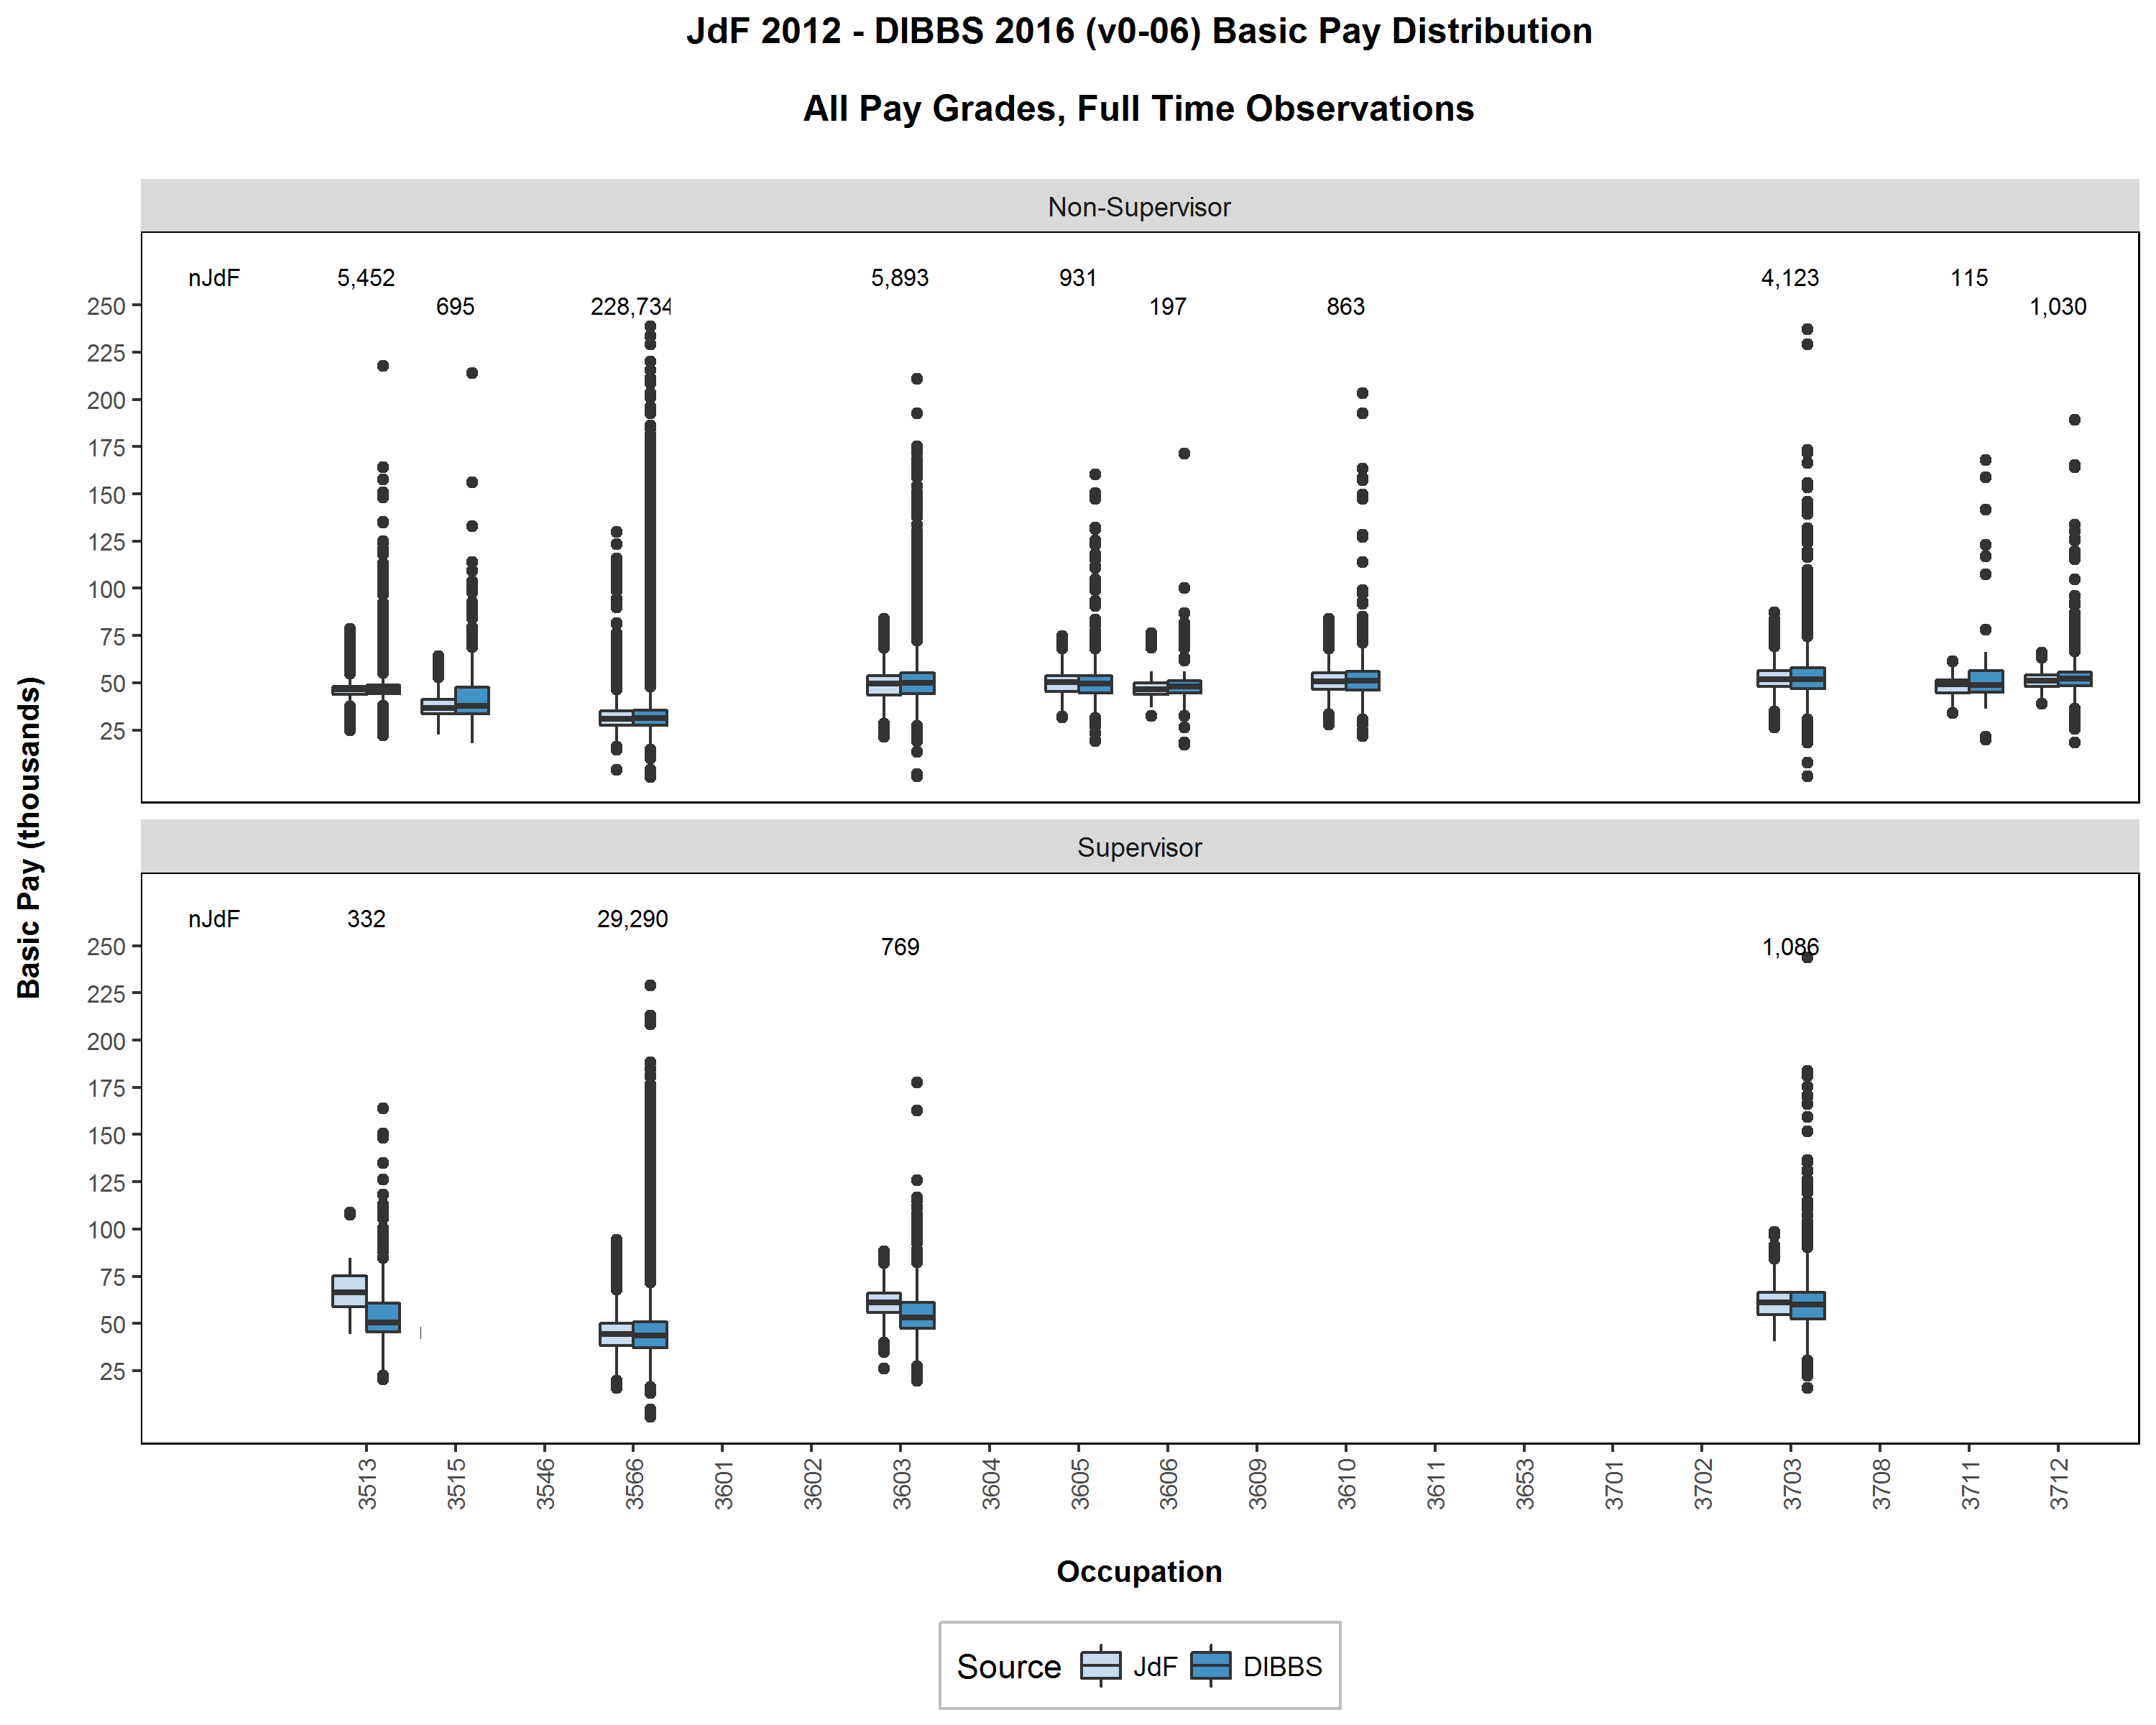 JdF 2012 - DIBBS 2016 (v0-06) Basic Pay Distribution
All Pay Grades, Full Time Observations
Non-Supervisor
nJdF 5,452 5,893 931 4,123 115
695 228,734 197 863 1,030
250
225
200
175
150
125
100
75
50
25
Basic Pay (thousands)
Supervisor
nJdF 332 29,290
769 1,086
250
225
200
175
150
125
100
75
50
25
3513 3515 3546 3566 3601 3602 3603 3604 3605 3606 3609 3610 3611 3653 3701 3702 3703 3708 3711 3712
Occupation
Source JdF DIBBS